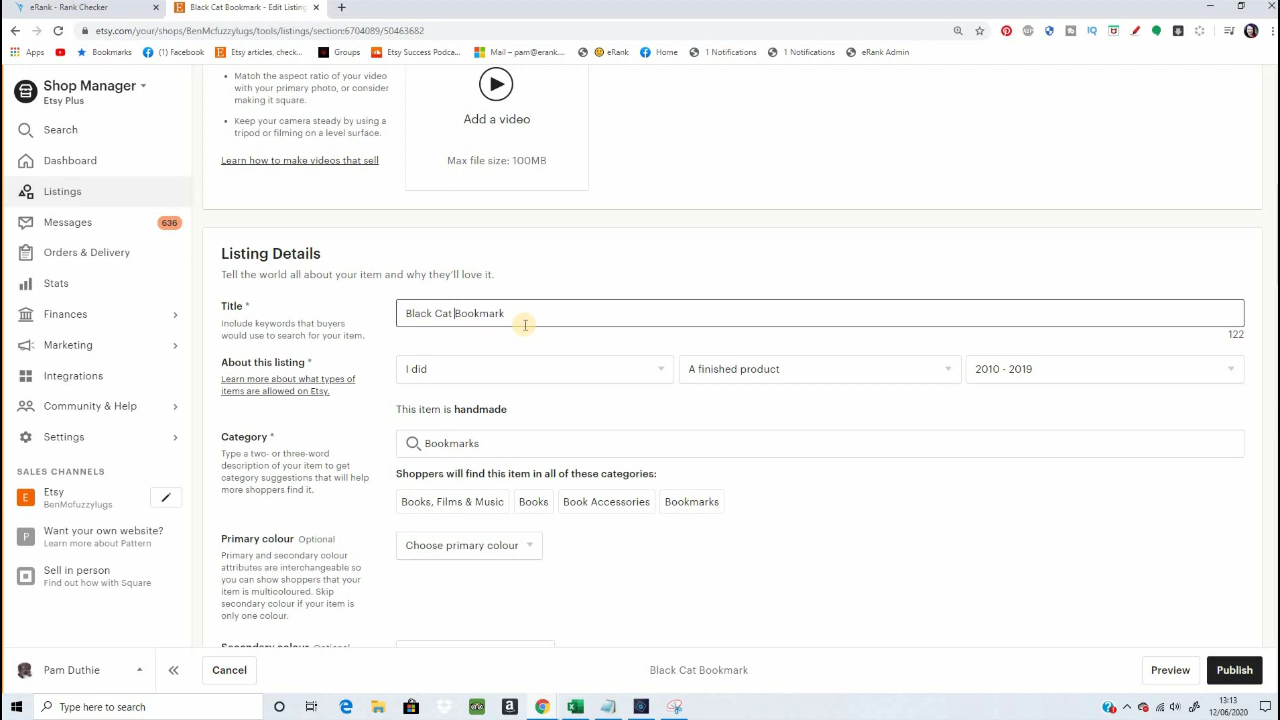 eRank - Rank Checker
Black Cat Bookmark - Edit Listing
etsy.com/your/shops/BenMcfuzzylugs/tools/listings/section:6704089/50463682
Apps
Bookmarks
(1) Facebook
Etsy articles, check...
Groups
Etsy Success Podca...
Mail – pam@erank....
eRank
Home
1 Notifications
1 Notifications
eRank Admin
Shop Manager
Etsy Plus
Search
Dashboard
Listings
Messages
636
Orders & Delivery
Stats
Finances
Marketing
Integrations
Community & Help
Settings
SALES CHANNELS
E
Etsy
BenMcfuzzylugs
P
Want your own website?
Learn more about Pattern
Sell in person
Find out how with Square
Pam Duthie
• Match the aspect ratio of your video
with your primary photo, or consider
making it square.
• Keep your camera steady by using a
tripod or filming on a level surface.
Learn how to make videos that sell
Add a video
Max file size: 100MB
Listing Details
Tell the world all about your item and why they'll love it.
Title *
Include keywords that buyers
would use to search for your item.
Black Cat Bookmark
122
About this listing *
Learn more about what types of
items are allowed on Etsy.
I did
A finished product
2010 - 2019
This item is handmade
Category *
Type a two- or three-word
description of your item to get
category suggestions that will help
more shoppers find it.
Bookmarks
Shoppers will find this item in all of these categories:
Books, Films & Music
Books
Book Accessories
Bookmarks
Primary colour Optional
Primary and secondary colour
attributes are interchangeable so
you can show shoppers that your
item is multicoloured. Skip
secondary colour if your item is
only one colour.
Choose primary colour
Secondary colour Optional
Cancel
Black Cat Bookmark
Preview
Publish
Type here to search
13:13
12/06/2020